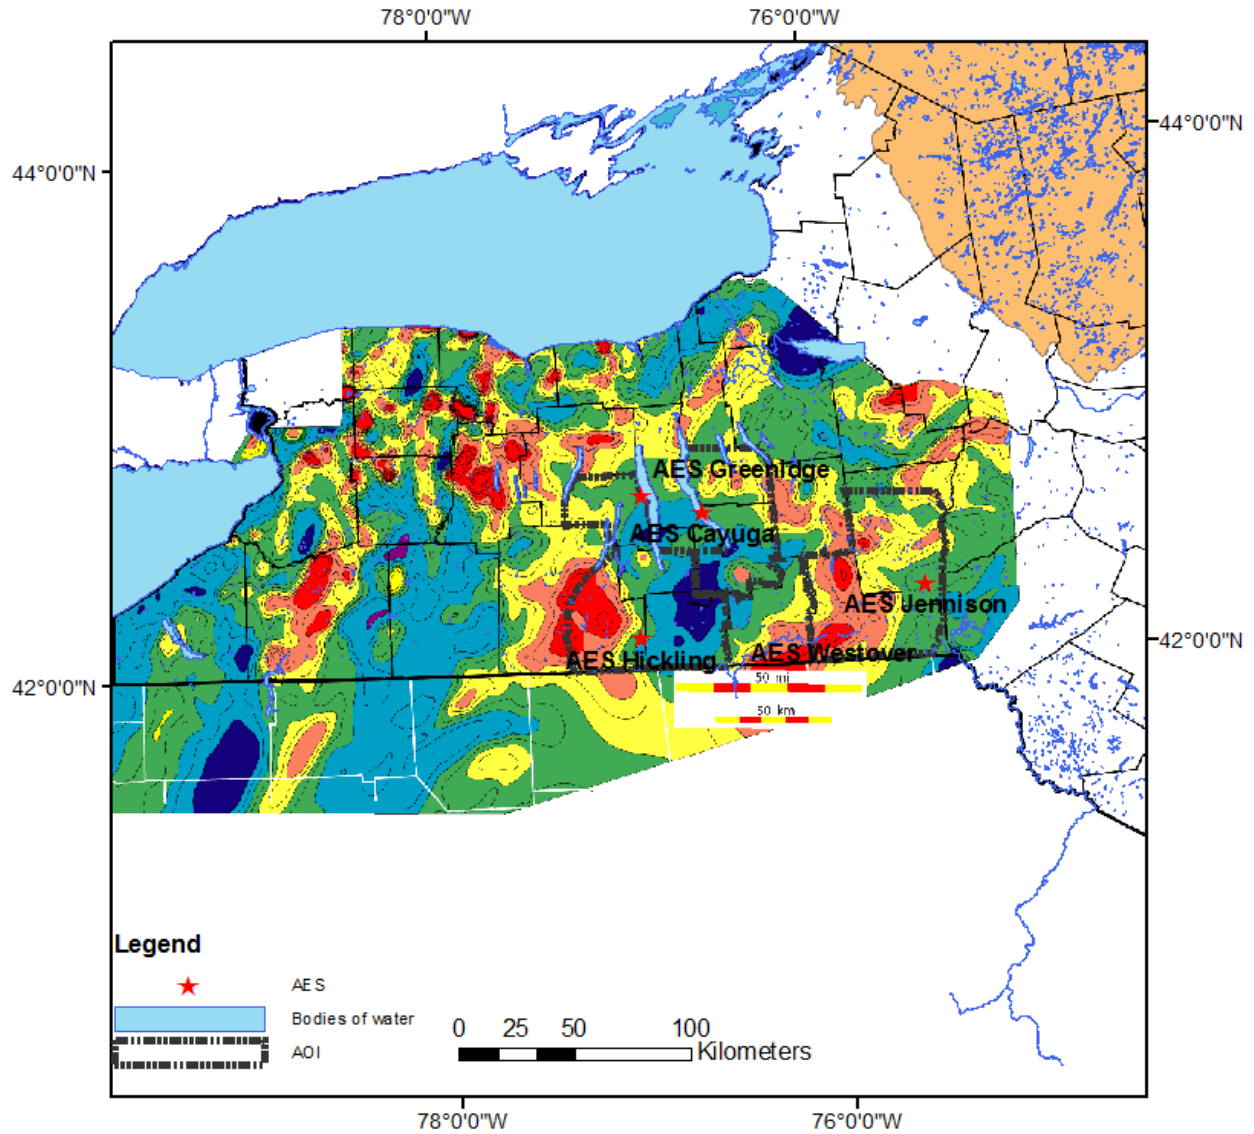 78°0'0"W 76°0'0"W
44°0'0"N
44°0'0"N
AES Greenidge
AES Cayuga
AES Jennison
42°0'0"N
AES Hickling
AES Westover
50 mi
42°0'0"N
50 km
Legend
AES
Bodies of water
AOI
0 25 50 100
Kilometers
78°0'0"W 76°0'0"W